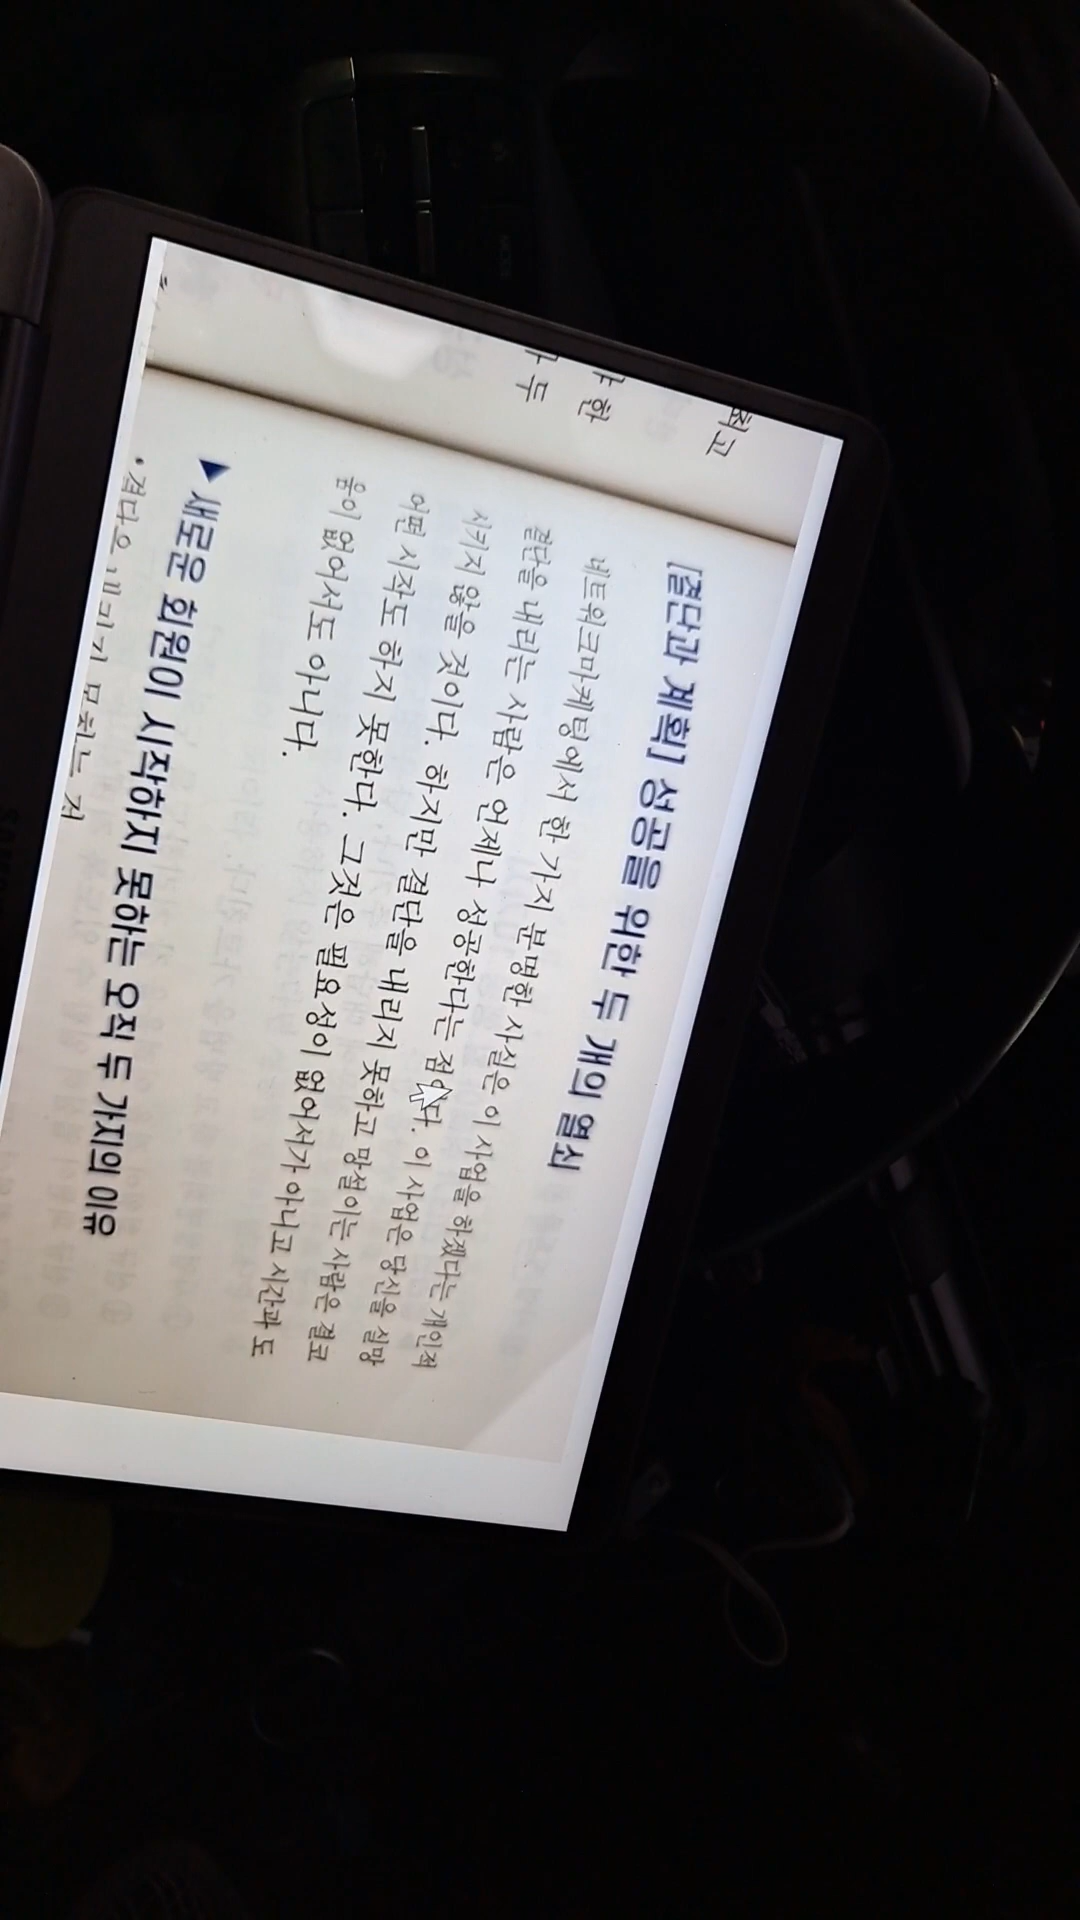 최고
한
두
[결단과 계획] 성공을 위한 두 개의 열쇠
네트워크마케팅에서 한 가지 분명한 사실은 이 사업을 하겠다는 개인적
결단을 내리는 사람은 언제나 성공한다는 점이다. 이 사업은 당신을 실망
시키지 않을 것이다. 하지만 결단을 내리지 못하고 망설이는 사람은 결코
어떤 시작도 하지 못한다. 그것은 필요성이 없어서가 아니고 시간과 도
움이 없어서도 아니다.
▶ 새로운 회원이 시작하지 못하는 오직 두 가지의 이유